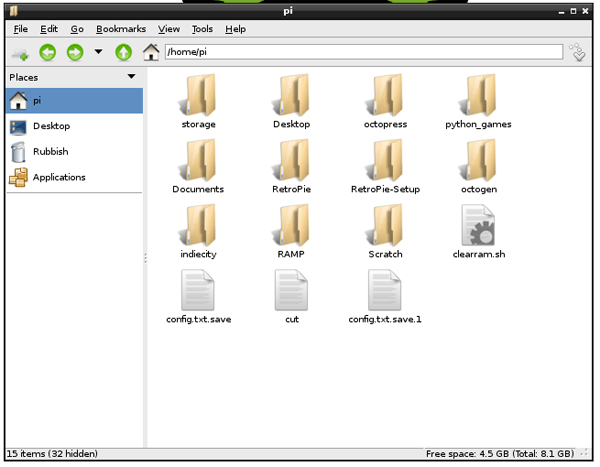 pi
File Edit Go Bookmarks View Tools Help
/home/pi
Places
pi
Desktop
Rubbish
Applications
storage Desktop octopress python_games
Documents RetroPie RetroPie-Setup octogen
indiecity RAMP Scratch clearram.sh
config.txt.save cut config.txt.save.1
15 items (32 hidden) Free space: 4.5 GB (Total: 8.1 GB)